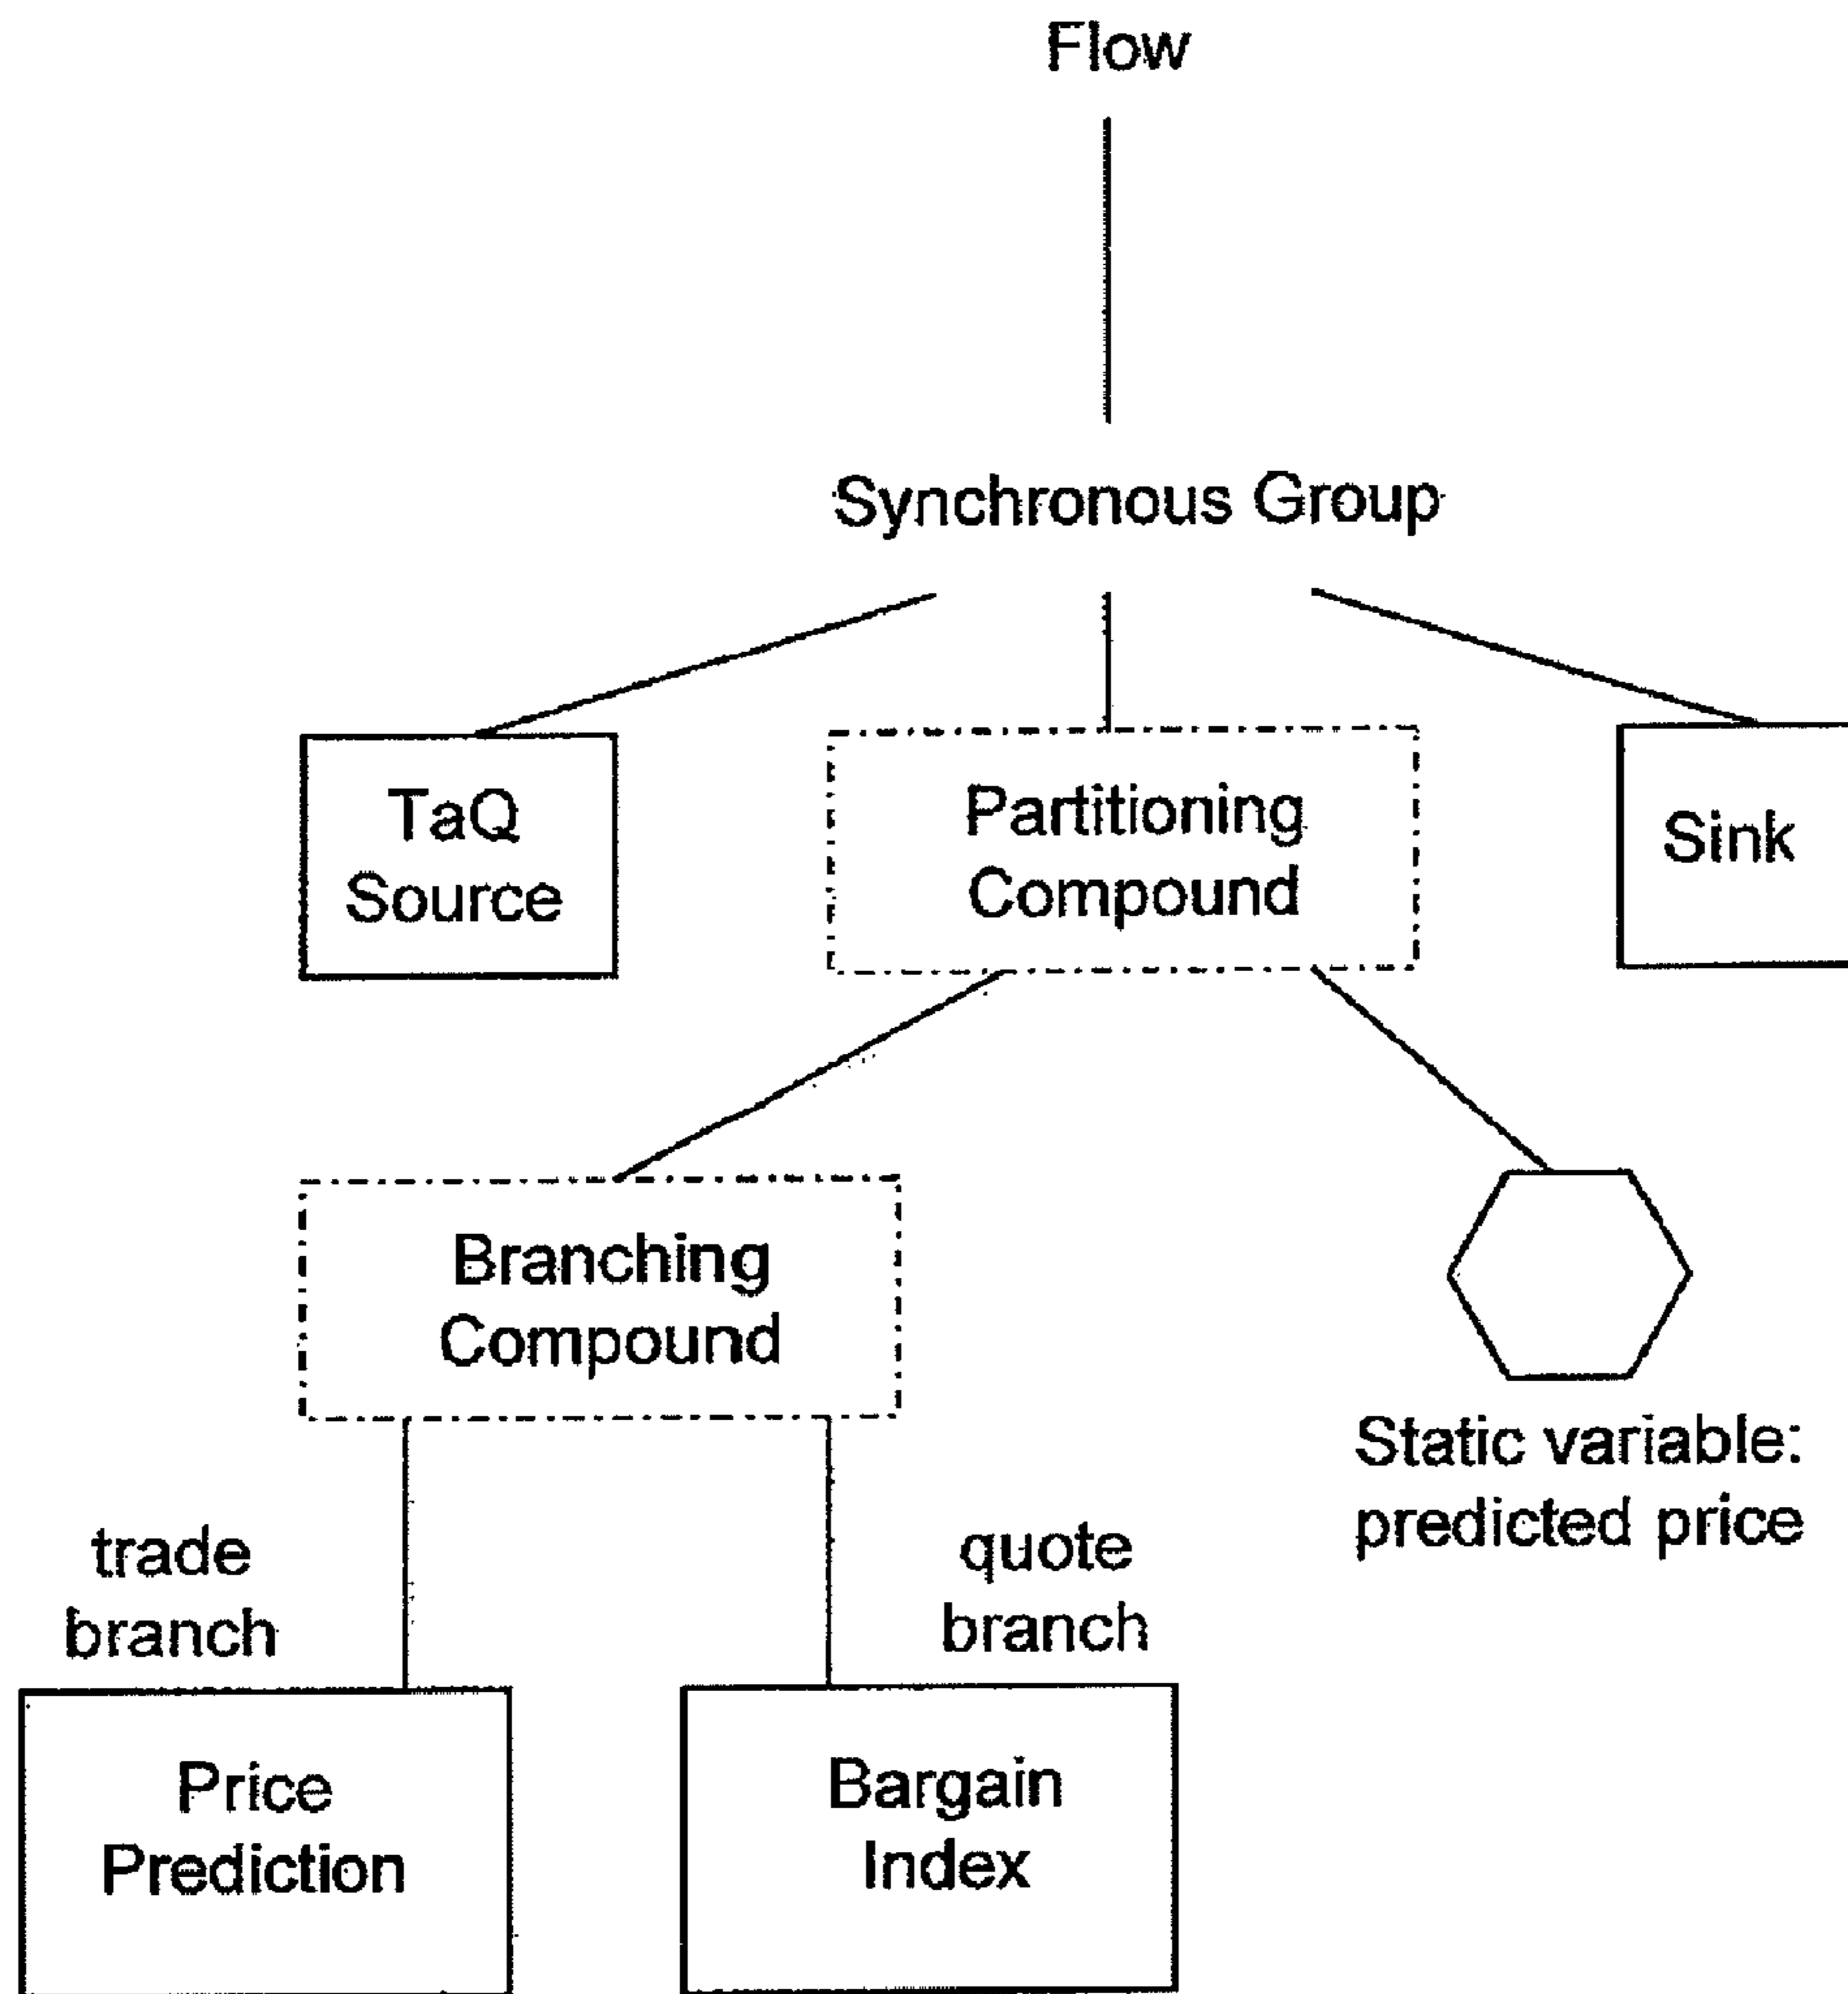 Flow
Synchronous Group
TaQ
Source
Partitioning
Compound
Sink
Branching
Compound
Static variable:
predicted price
trade
branch
quote
branch
Price
Prediction
Bargain
Index